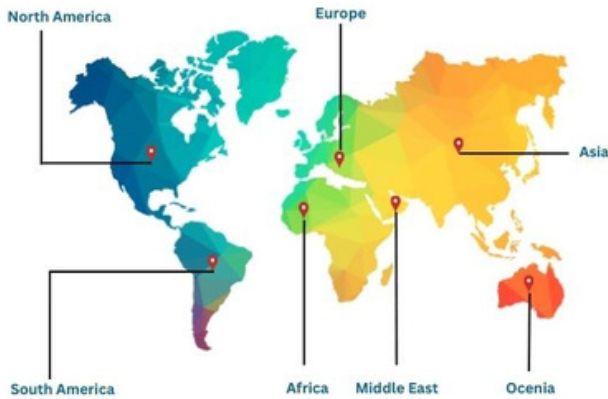 North America
Europe
Asia
South America
Africa
Middle East
Ocenia